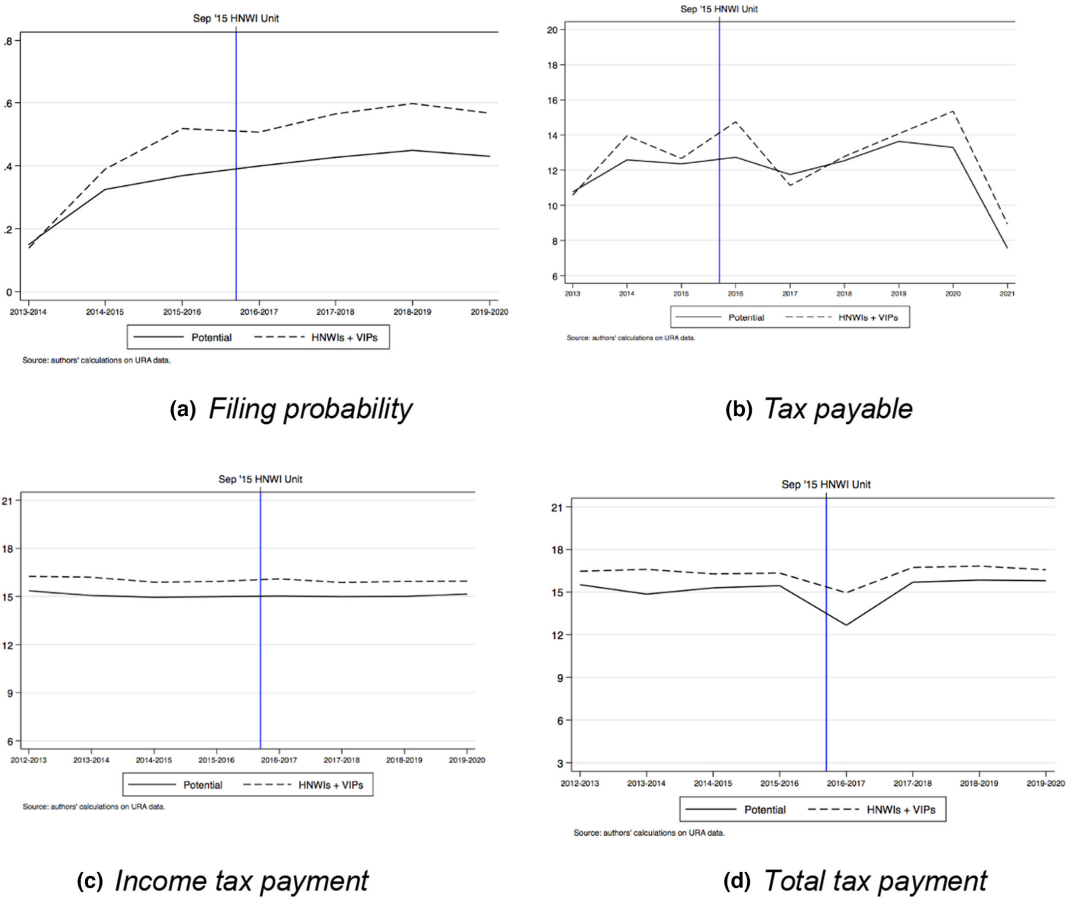 Sep '15 HNWI Unit
.8
.6
.4
.2
0
2013-2014 2014-2015 2015-2016 2016-2017 2017-2018 2018-2019 2019-2020
Potential HNWIs + VIPs
Source: authors' calculations on URA data.
(a) Filing probability
Sep '15 HNWI Unit
20
18
16
14
12
10
8
6
2013 2014 2015 2016 2017 2018 2019 2020 2021
Potential HNWIs + VIPs
Source: authors' calculations on URA data.
(b) Tax payable
Sep '15 HNWI Unit
21
18
15
12
9
6
2012-2013 2013-2014 2014-2015 2015-2016 2016-2017 2017-2018 2018-2019 2019-2020
Potential HNWIs + VIPs
Source: authors' calculations on URA data.
(c) Income tax payment
Sep '15 HNWI Unit
21
18
15
12
9
6
3
2012-2013 2013-2014 2014-2015 2015-2016 2016-2017 2017-2018 2018-2019 2019-2020
Potential HNWIs + VIPs
Source: authors' calculations on URA data.
(d) Total tax payment